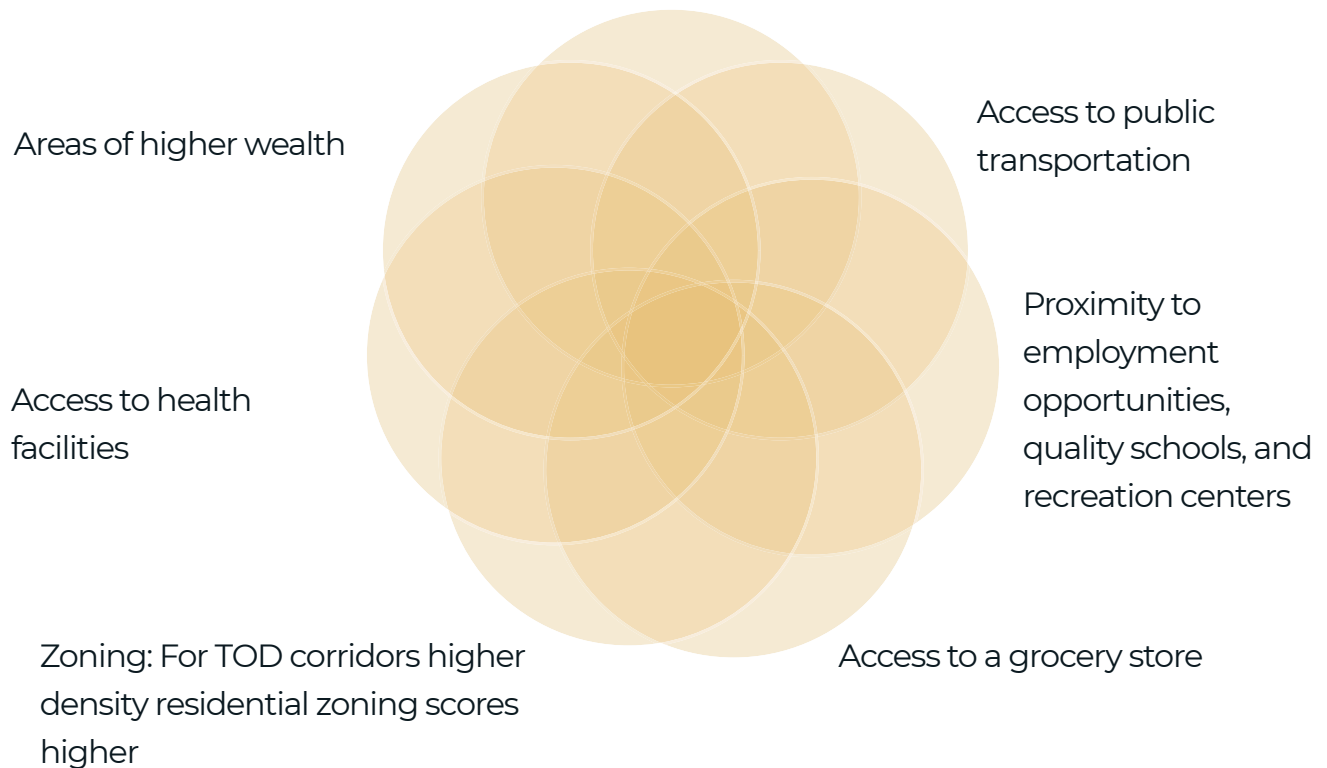 Areas of higher wealth
Access to public
transportation
Proximity to
employment
opportunities,
quality schools, and
recreation centers
Access to health
facilities
Zoning: For TOD corridors higher
density residential zoning scores
higher
Access to a grocery store